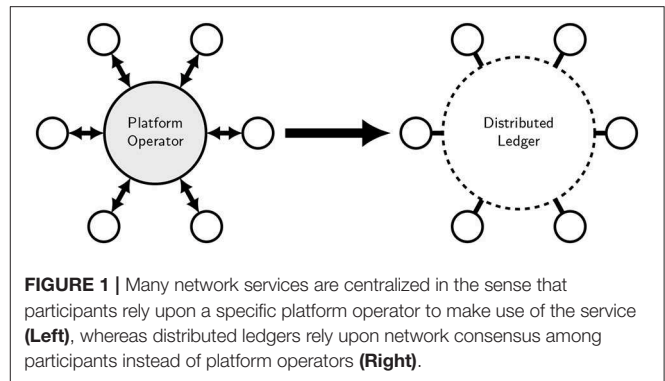 Platform
Operator
Distributed
Ledger
FIGURE 1 | Many network services are centralized in the sense that
participants rely upon a specific platform operator to make use of the service
(Left), whereas distributed ledgers rely upon network consensus among
participants instead of platform operators (Right).